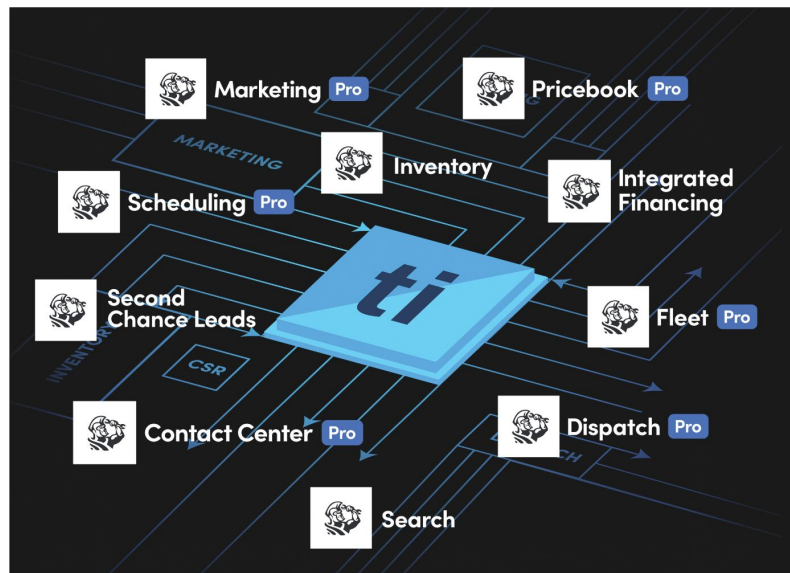 Marketing Pro
Pricebook Pro
MARKETING
Inventory
Scheduling Pro
Integrated
Financing
ti
Second
Chance Leads
Fleet Pro
INVENTORY
CSR
Contact Center Pro
Dispatch Pro
Search